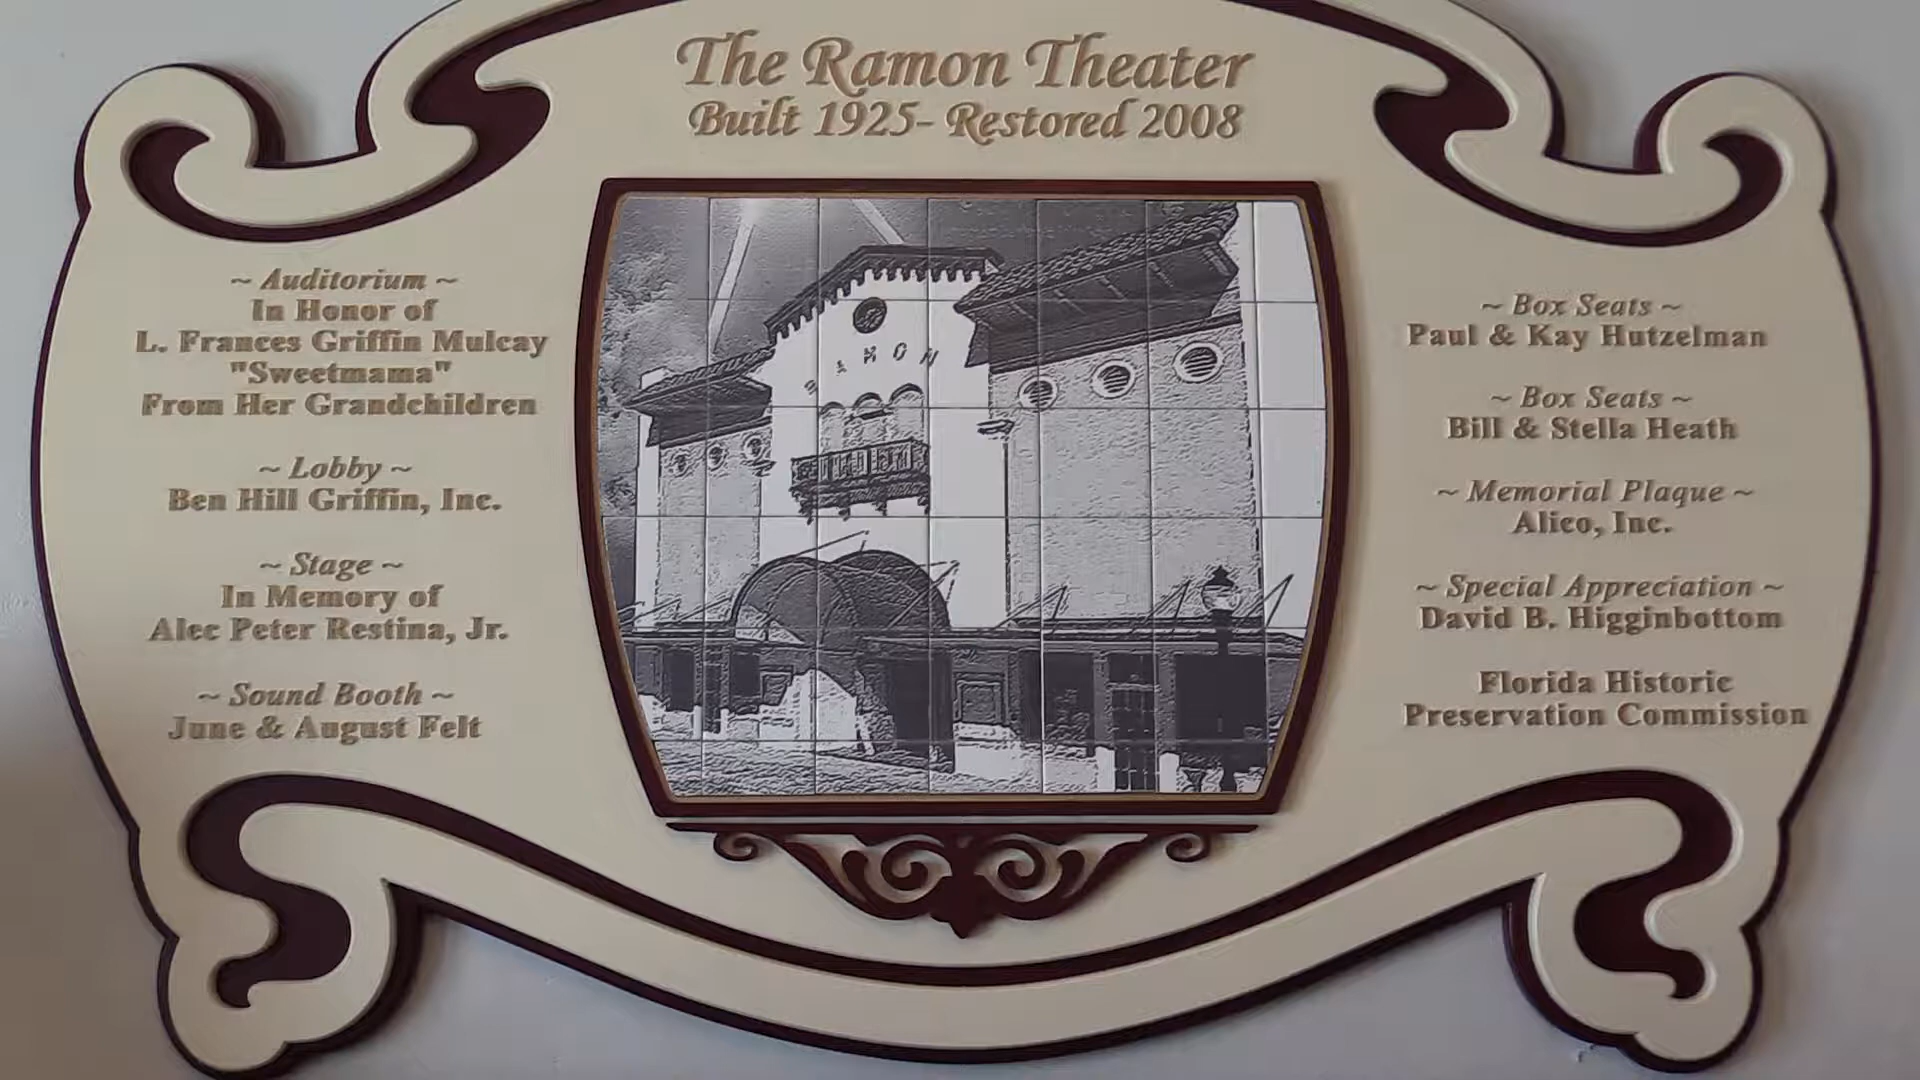 The Ramon Theater
Built 1925- Restored 2008
~ Auditorium ~
In Honor of
L. Frances Griffin Mulcay
"Sweetmama"
From Her Grandchildren
~ Lobby ~
Ben Hill Griffin, Inc.
~ Stage ~
In Memory of
Alec Peter Restina, Jr.
~ Sound Booth ~
June & August Felt
RAMON
~ Box Seats ~
Paul & Kay Hutzelman
~ Box Seats ~
Bill & Stella Heath
~ Memorial Plaque ~
Alico, Inc.
~ Special Appreciation ~
David B. Higginbottom
Florida Historic
Preservation Commission